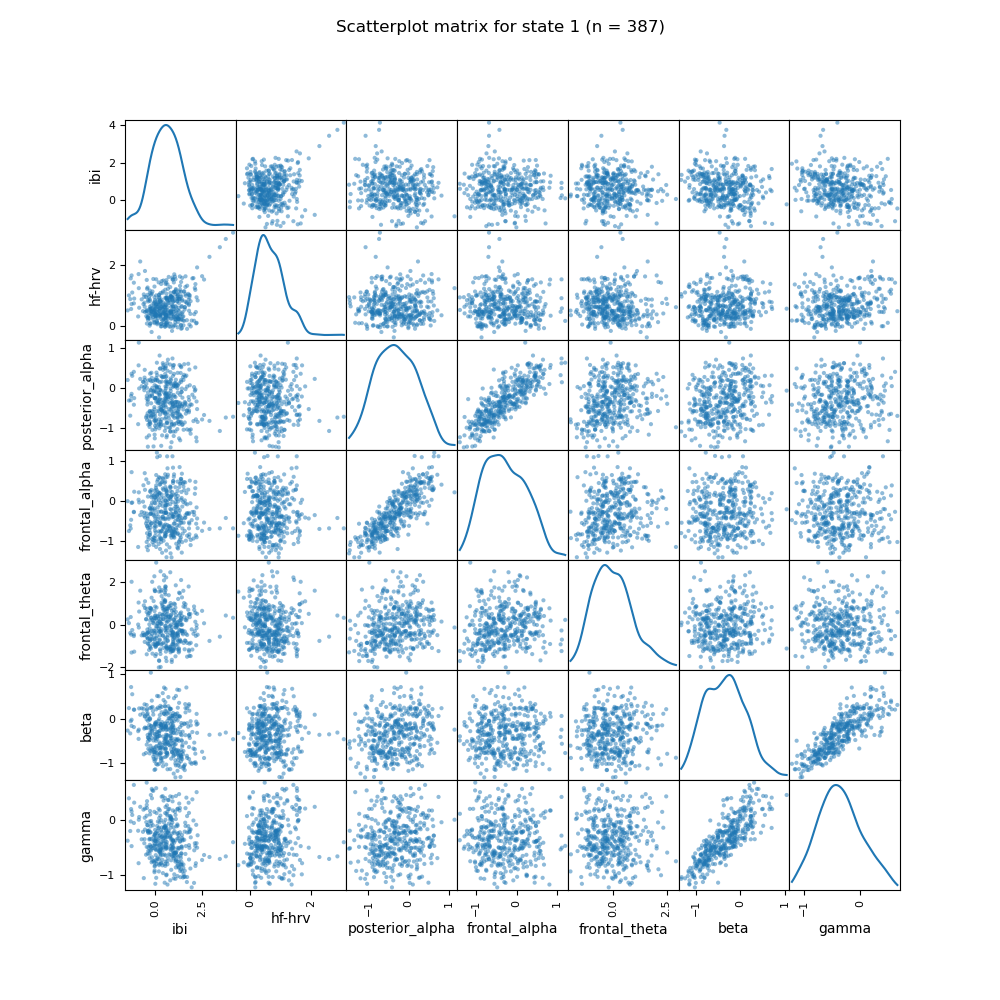 Scatterplot matrix for state 1 (n = 387)
4
2
0
ibi
2
0
hf-hrv
1
0
−1
posterior_alpha
1
0
−1
frontal_alpha
2
0
−2
frontal_theta
1
0
−1
beta
0
−1
gamma
0.0 2.5 0 2 −1 0 1 −1 0 1 0.0 2.5 −1 0 1 −1 0
ibi hf-hrv posterior_alpha frontal_alpha frontal_theta beta gamma